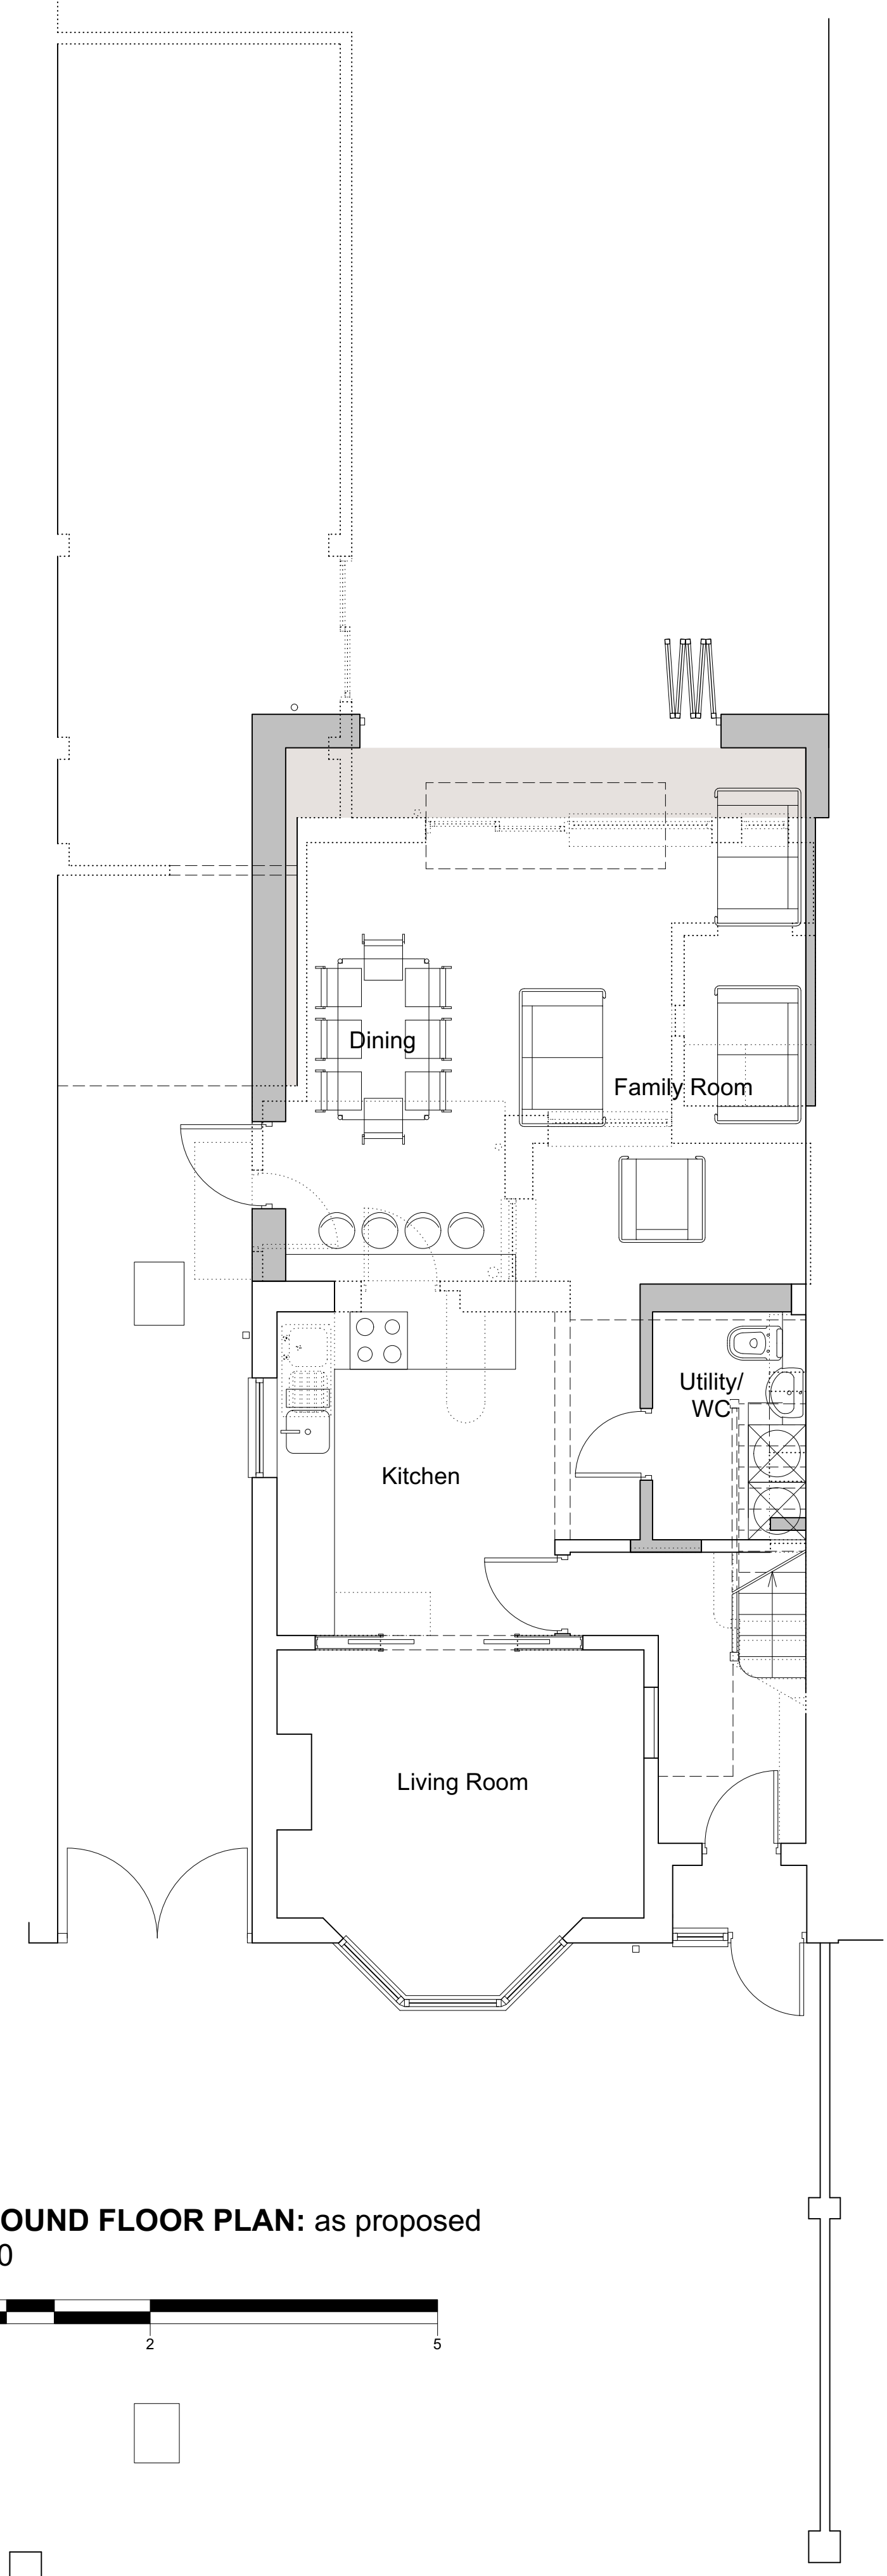 Dining
Family Room
Utility/
WC
Kitchen
Living Room
OUND FLOOR PLAN: as proposed
0
2
5